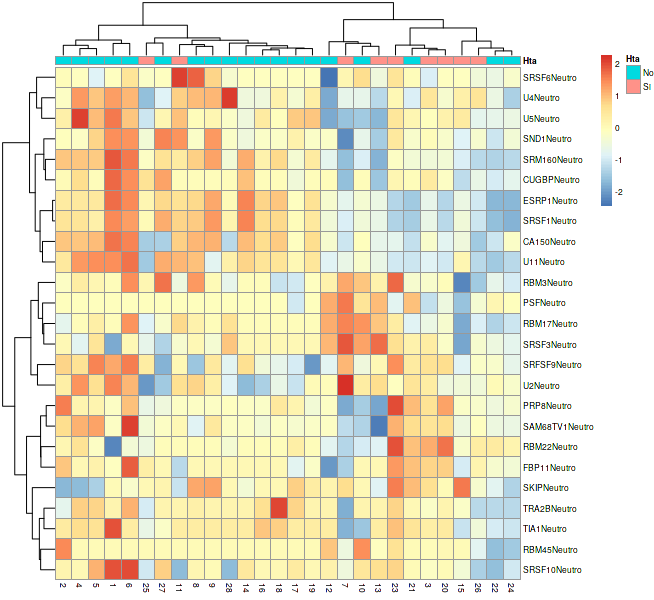 Hta
Hta
No
Si
2
1
0
-1
-2
SRSF6Neutro
U4Neutro
U5Neutro
SND1Neutro
SRM160Neutro
CUGBPNeutro
ESRP1Neutro
SRSF1Neutro
CA150Neutro
U11Neutro
RBM3Neutro
PSFNeutro
RBM17Neutro
SRSF3Neutro
SRFSF9Neutro
U2Neutro
PRP8Neutro
SAM68TV1Neutro
RBM22Neutro
FBP11Neutro
SKIPNeutro
TRA2BNeutro
TIA1Neutro
RBM45Neutro
SRSF10Neutro
2 4 5 1 6 25 27 11 8 9 28 14 16 18 17 19 12 7 10 13 23 21 3 20 15 26 22 24